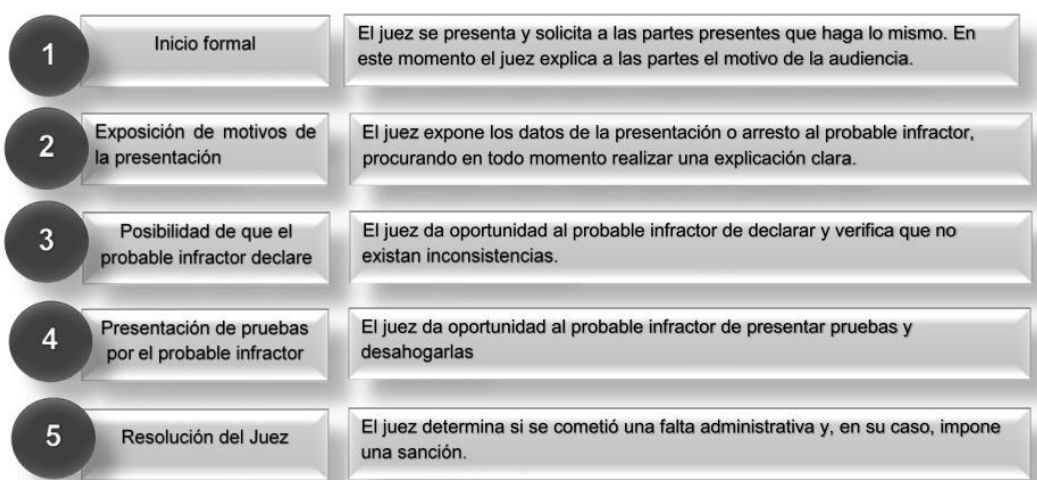 1
Inicio formal
El juez se presenta y solicita a las partes presentes que haga lo mismo. En
este momento el juez explica a las partes el motivo de la audiencia.
2
Exposición de motivos de
la presentación
El juez expone los datos de la presentación o arresto al probable infractor,
procurando en todo momento realizar una explicación clara.
3
Posibilidad de que el
probable infractor declare
El juez da oportunidad al probable infractor de declarar y verifica que no
existan inconsistencias.
4
Presentación de pruebas
por el probable infractor
El juez da oportunidad al probable infractor de presentar pruebas y
desahogarlas
5
Resolución del Juez
El juez determina si se cometió una falta administrativa y, en su caso, impone
una sanción.